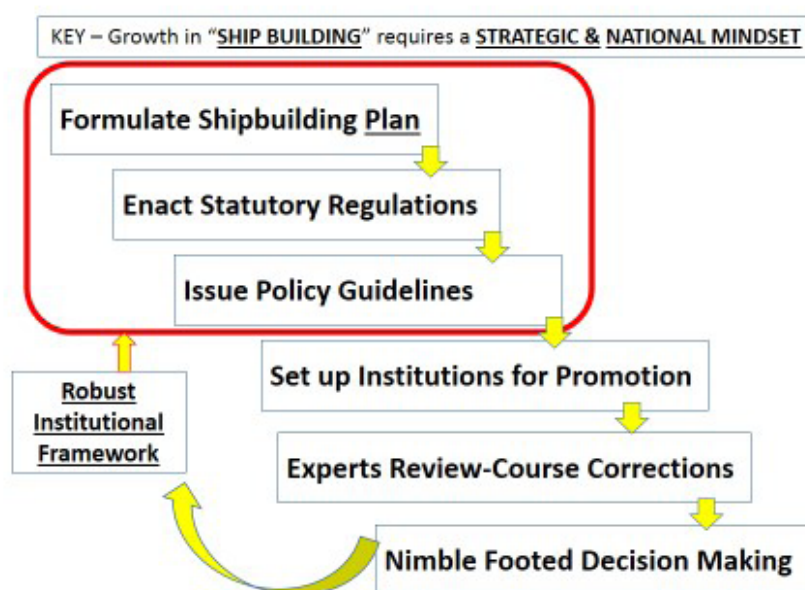 KEY – Growth in “SHIP BUILDING” requires a STRATEGIC & NATIONAL MINDSET
Formulate Shipbuilding Plan
Enact Statutory Regulations
Issue Policy Guidelines
Set up Institutions for Promotion
Robust
Institutional
Framework
Experts Review-Course Corrections
Nimble Footed Decision Making